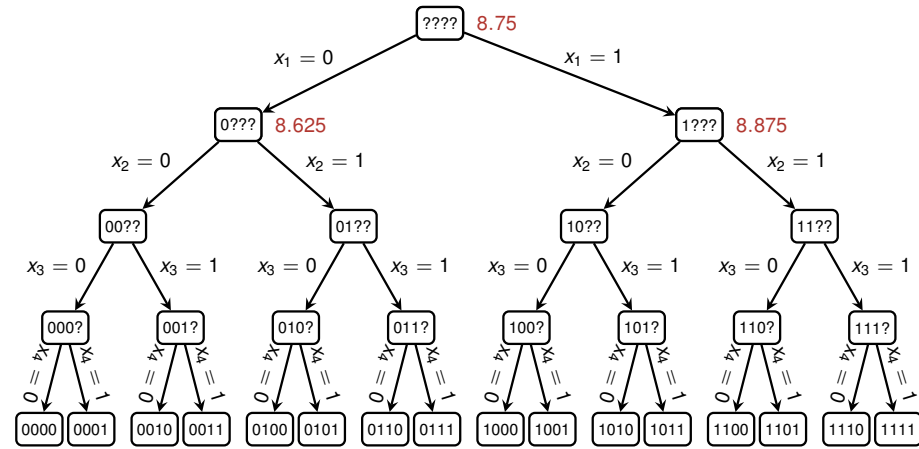 ???? 8.75
x₁ = 0 x₁ = 1
0??? 8.625 1??? 8.875
x₂ = 0 x₂ = 1 x₂ = 0 x₂ = 1
00?? 01?? 10?? 11??
x₃ = 0 x₃ = 1 x₃ = 0 x₃ = 1 x₃ = 0 x₃ = 1 x₃ = 0 x₃ = 1
000? 001? 010? 011? 100? 101? 110? 111?
x₄ = 0 x₄ = 1 x₄ = 0 x₄ = 1 x₄ = 0 x₄ = 1 x₄ = 0 x₄ = 1 x₄ = 0 x₄ = 1 x₄ = 0 x₄ = 1 x₄ = 0 x₄ = 1 x₄ = 0 x₄ = 1
0000 0001 0010 0011 0100 0101 0110 0111 1000 1001 1010 1011 1100 1101 1110 1111